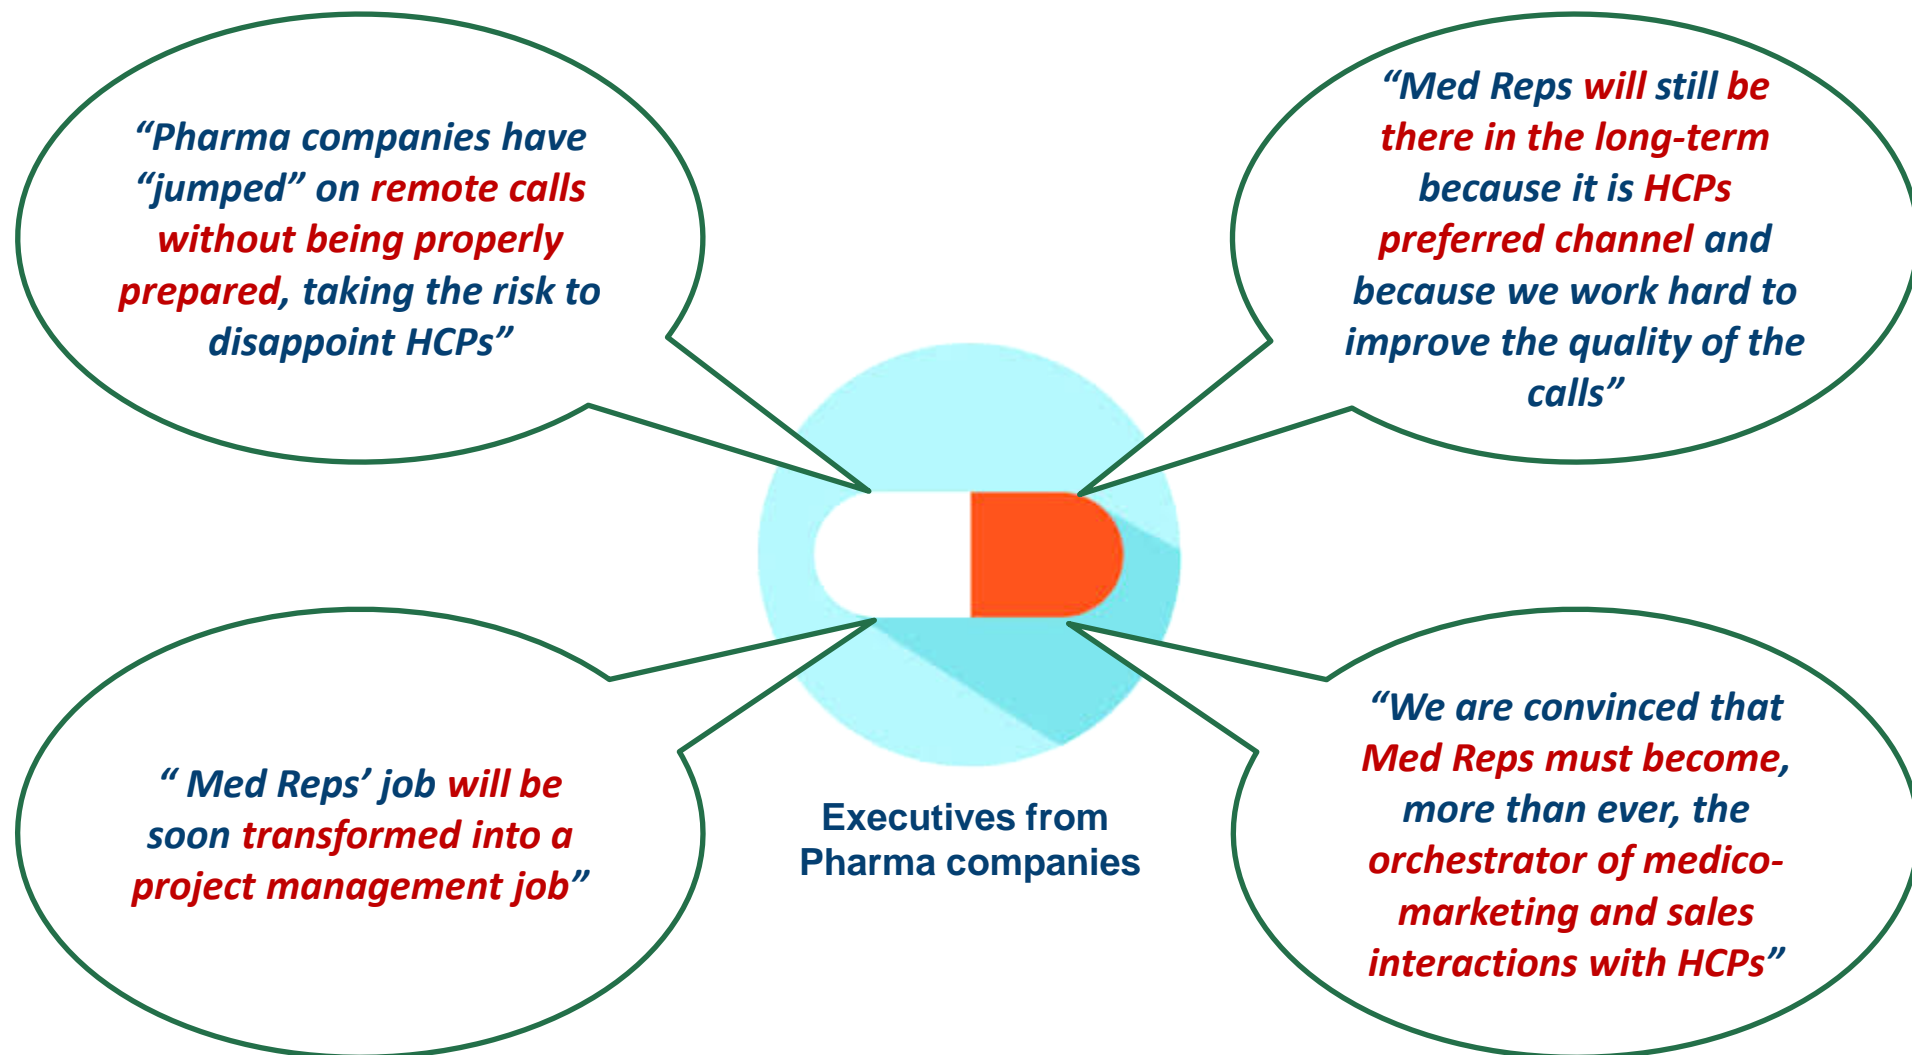 “Pharma companies have
“jumped” on remote calls
without being properly
prepared, taking the risk to
disappoint HCPs”
“Med Reps will still be
there in the long-term
because it is HCPs
preferred channel and
because we work hard to
improve the quality of the
calls”
“ Med Reps’ job will be
soon transformed into a
project management job”
Executives from
Pharma companies
“We are convinced that
Med Reps must become,
more than ever, the
orchestrator of medico-
marketing and sales
interactions with HCPs”